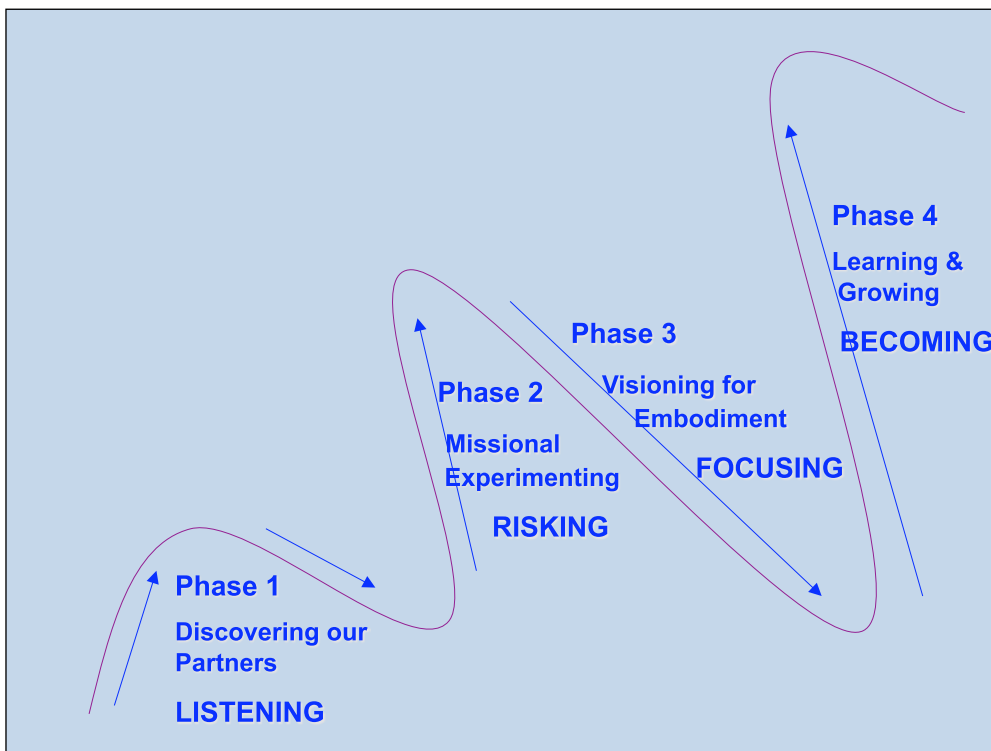 Phase 1
Discovering our
Partners
LISTENING
Phase 2
Missional
Experimenting
RISKING
Phase 3
Visioning for
Embodiment
FOCUSING
Phase 4
Learning &
Growing
BECOMING